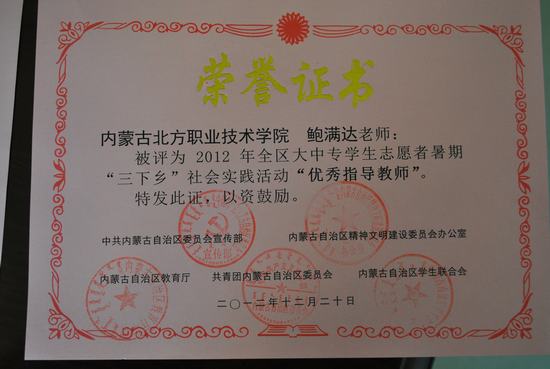 荣誉证书
内蒙古北方职业技术学院 鲍满达老师：
被评为 2012 年全区大中专学生志愿者暑期
“三下乡”社会实践活动“优秀指导教师”。
特发此证，以资鼓励。
中共内蒙古自治区委员会宣传部 内蒙古自治区精神文明建设委员会办公室
宣传部
内蒙古自治区教育厅 共青团内蒙古自治区委员会 内蒙古自治区学生联合会
二〇一二年十二月二十日